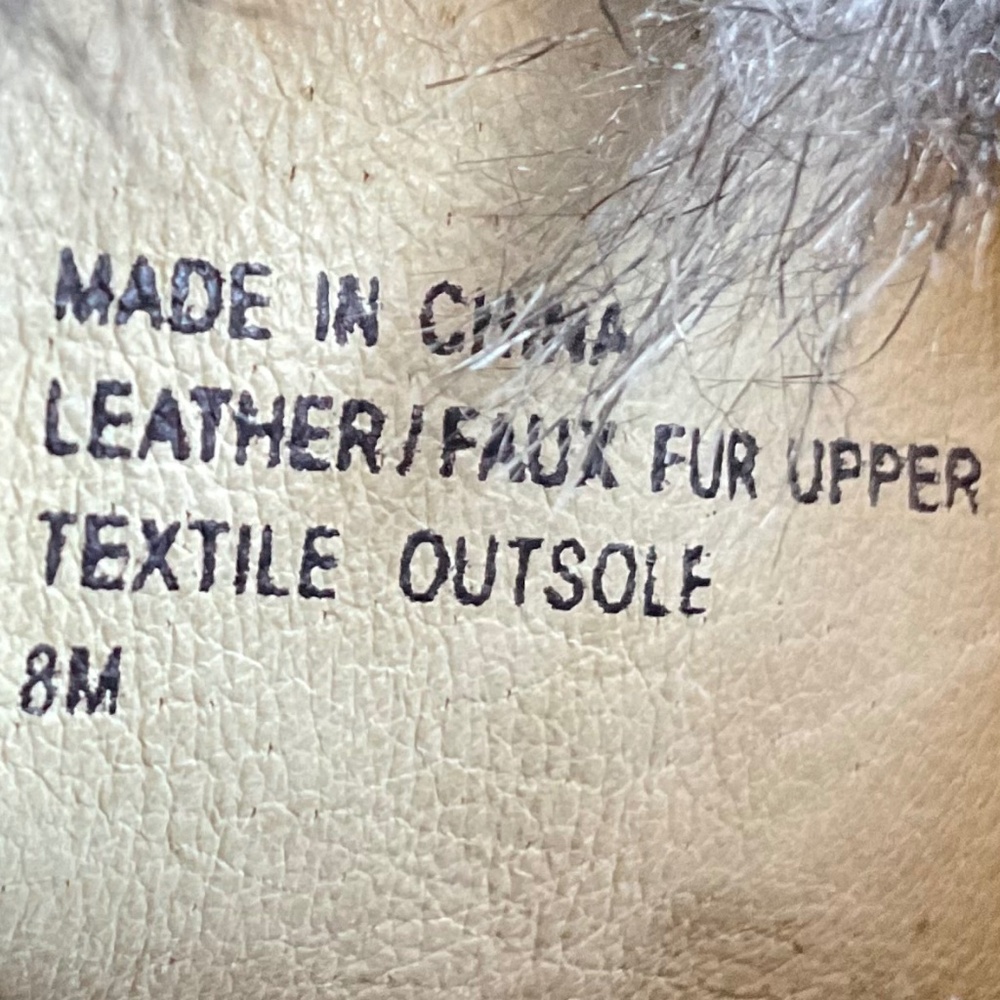 MADE IN CHINA
LEATHER/FAUX FUR UPPER
TEXTILE OUTSOLE
8M